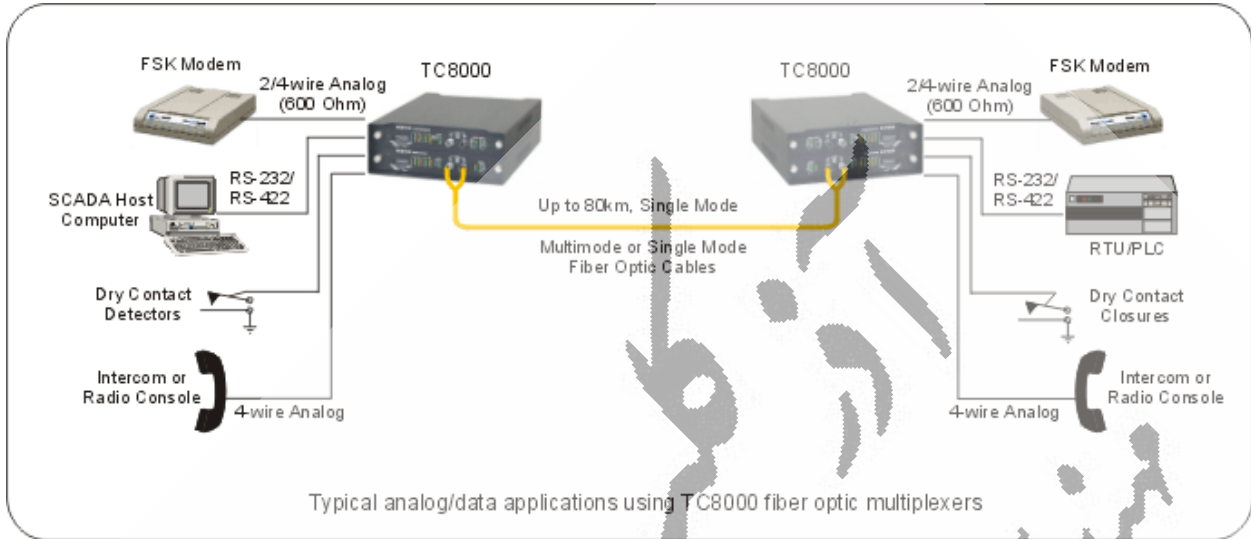 FSK Modem
2/4-wire Analog
(600 Ohm)
TC8000
TC8000
2/4-wire Analog
(600 Ohm)
FSK Modem
SCADA Host
Computer
RS-232/
RS-422
Up to 80km, Single Mode
Multimode or Single Mode
Fiber Optic Cables
RS-232/
RS-422
RTU/PLC
Dry Contact
Detectors
Dry Contact
Closures
Intercom or
Radio Console
4-wire Analog
4-wire Analog
Intercom or
Radio Console
Typical analog/data applications using TC8000 fiber optic multiplexers